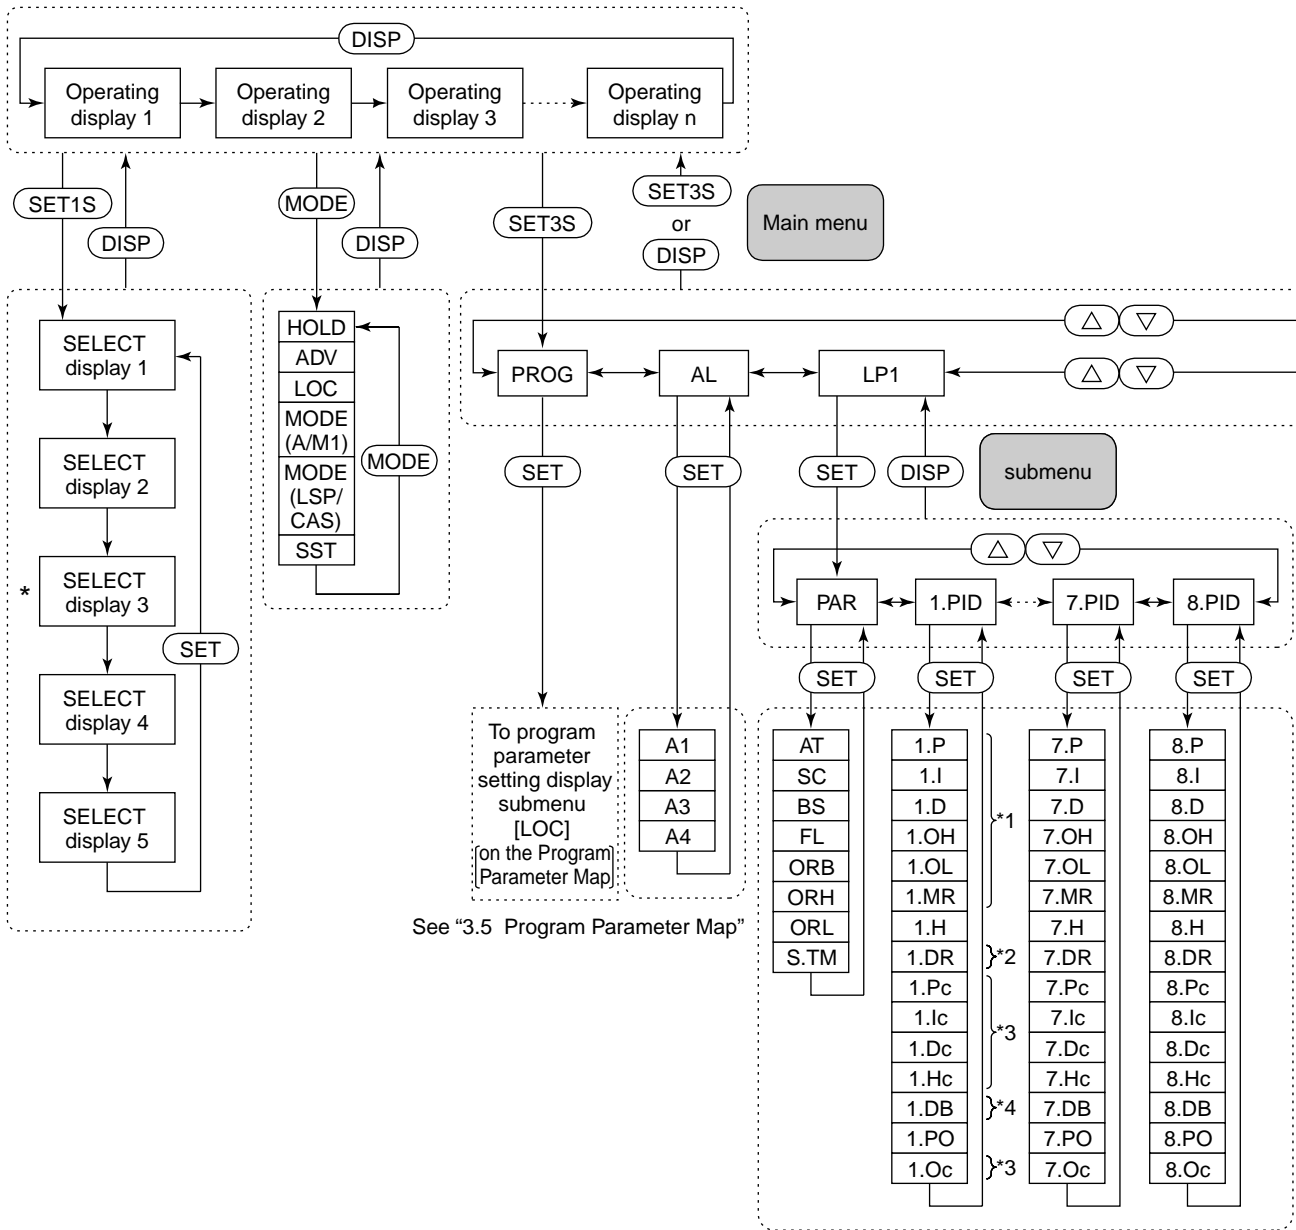 DISP
Operating
display 1
Operating
display 2
Operating
display 3
Operating
display n
SET1S
DISP
MODE
DISP
SET3S
SET3S
or
DISP
Main menu
SELECT
display 1
SELECT
display 2
*
SELECT
display 3
SELECT
display 4
SELECT
display 5
SET
HOLD
ADV
LOC
MODE
(A/M1)
MODE
(LSP/
CAS)
SST
MODE
△ ▽
PROG
AL
LP1
△ ▽
SET
SET
SET
DISP
submenu
△ ▽
PAR
1.PID
7.PID
8.PID
SET
SET
SET
SET
To program
parameter
setting display
submenu
[LOC]
[on the Program
Parameter Map]
See “3.5 Program Parameter Map”
A1
A2
A3
A4
AT
SC
BS
FL
ORB
ORH
ORL
S.TM
1.P
1.I
1.D
1.OH
1.OL
1.MR
1.H
1.DR
1.Pc
1.Ic
1.Dc
1.Hc
1.DB
1.PO
1.Oc
*1
*2
*3
*4
*3
7.P
7.I
7.D
7.OH
7.OL
7.MR
7.H
7.DR
7.Pc
7.Ic
7.Dc
7.Hc
7.DB
7.PO
7.Oc
8.P
8.I
8.D
8.OH
8.OL
8.MR
8.H
8.DR
8.Pc
8.Ic
8.Dc
8.Hc
8.DB
8.PO
8.Oc